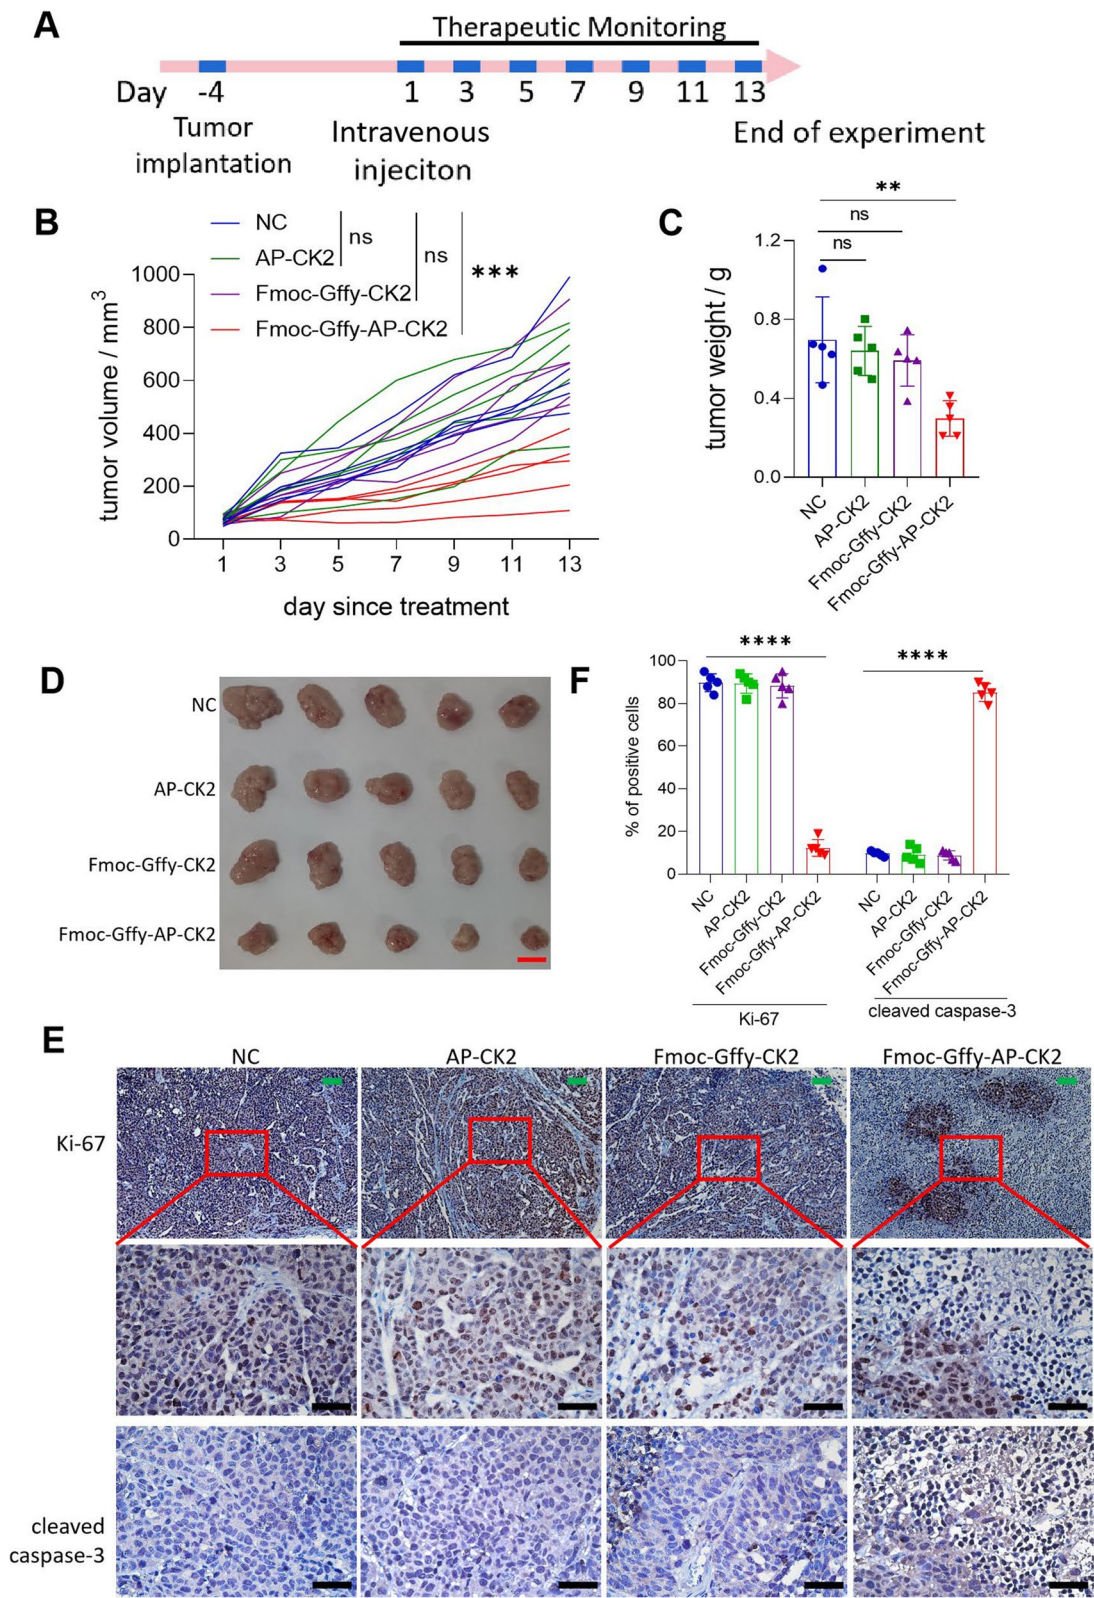 A
Therapeutic Monitoring
Day -4 1 3 5 7 9 11 13
Tumor
implantation
Intravenous
injeciton
End of experiment
B
NC
AP-CK2
Fmoc-Gffy-CK2
Fmoc-Gffy-AP-CK2
ns
ns
***
tumor volume / mm3
1000
800
600
400
200
0
1 3 5 7 9 11 13
day since treatment
C
**
ns
ns
tumor weight / g
1.2
0.8
0.4
0.0
NC
AP-CK2
Fmoc-Gffy-CK2
Fmoc-Gffy-AP-CK2
D
NC
AP-CK2
Fmoc-Gffy-CK2
Fmoc-Gffy-AP-CK2
F
****
****
% of positive cells
100
80
60
40
20
0
NC
AP-CK2
Fmoc-Gffy-CK2
Fmoc-Gffy-AP-CK2
NC
AP-CK2
Fmoc-Gffy-CK2
Fmoc-Gffy-AP-CK2
Ki-67
cleaved caspase-3
E
NC AP-CK2 Fmoc-Gffy-CK2 Fmoc-Gffy-AP-CK2
Ki-67
cleaved
caspase-3